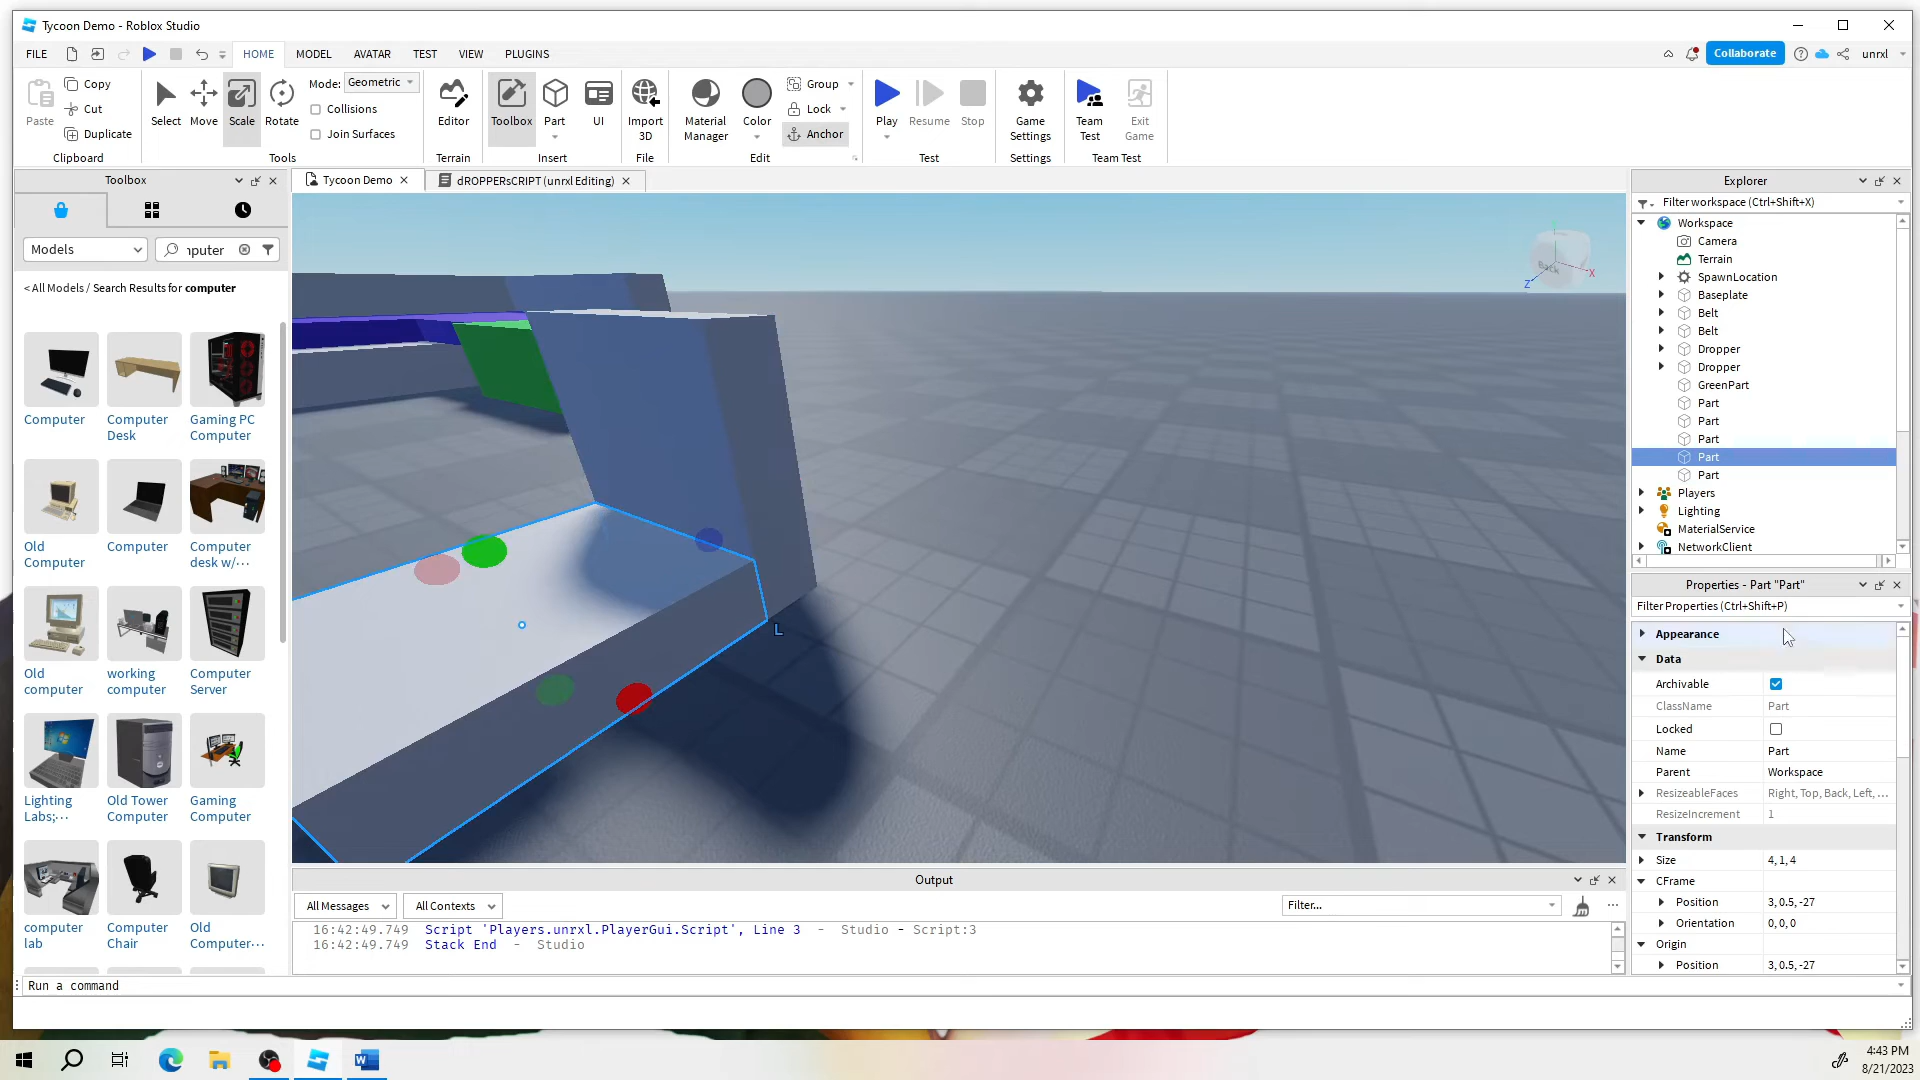 Tycoon Demo - Roblox Studio
FILE HOME MODEL AVATAR TEST VIEW PLUGINS Collaborate unrxl
Paste Copy Cut Duplicate Clipboard
Select Move Scale Rotate Mode: Geometric Collisions Join Surfaces Tools
Editor Terrain
Toolbox Part UI Insert
Import 3D File
Material Manager Color Group Lock Anchor Edit
Play Resume Stop Test
Game Settings Settings
Team Test Exit Game Team Test
Toolbox
Tycoon Demo
dROPPERsCRIPT (unrxl Editing)
Models
nputer
< All Models / Search Results for computer
Computer
Computer Desk
Gaming PC Computer
Old Computer
Computer
Computer desk w/···
Old computer
working computer
Computer Server
Lighting Labs;···
Old Tower Computer
Gaming Computer
computer lab
Computer Chair
Old Computer···
Back
X
Z
L
Output
All Messages All Contexts Filter...
16:42:49.749 Script 'Players.unrxl.PlayerGui.Script', Line 3 - Studio - Script:3
16:42:49.749 Stack End - Studio
Run a command
Explorer
Filter workspace (Ctrl+Shift+X)
Workspace
Camera
Terrain
SpawnLocation
Baseplate
Belt
Belt
Dropper
Dropper
GreenPart
Part
Part
Part
Part
Part
Players
Lighting
MaterialService
NetworkClient
Properties - Part "Part"
Filter Properties (Ctrl+Shift+P)
Appearance
Data
Archivable
ClassName Part
Locked
Name Part
Parent Workspace
ResizeableFaces Right, Top, Back, Left, ...
ResizeIncrement 1
Transform
Size 4, 1, 4
CFrame
Position 3, 0.5, -27
Orientation 0, 0, 0
Origin
Position 3, 0.5, -27
4:43 PM
8/21/2023